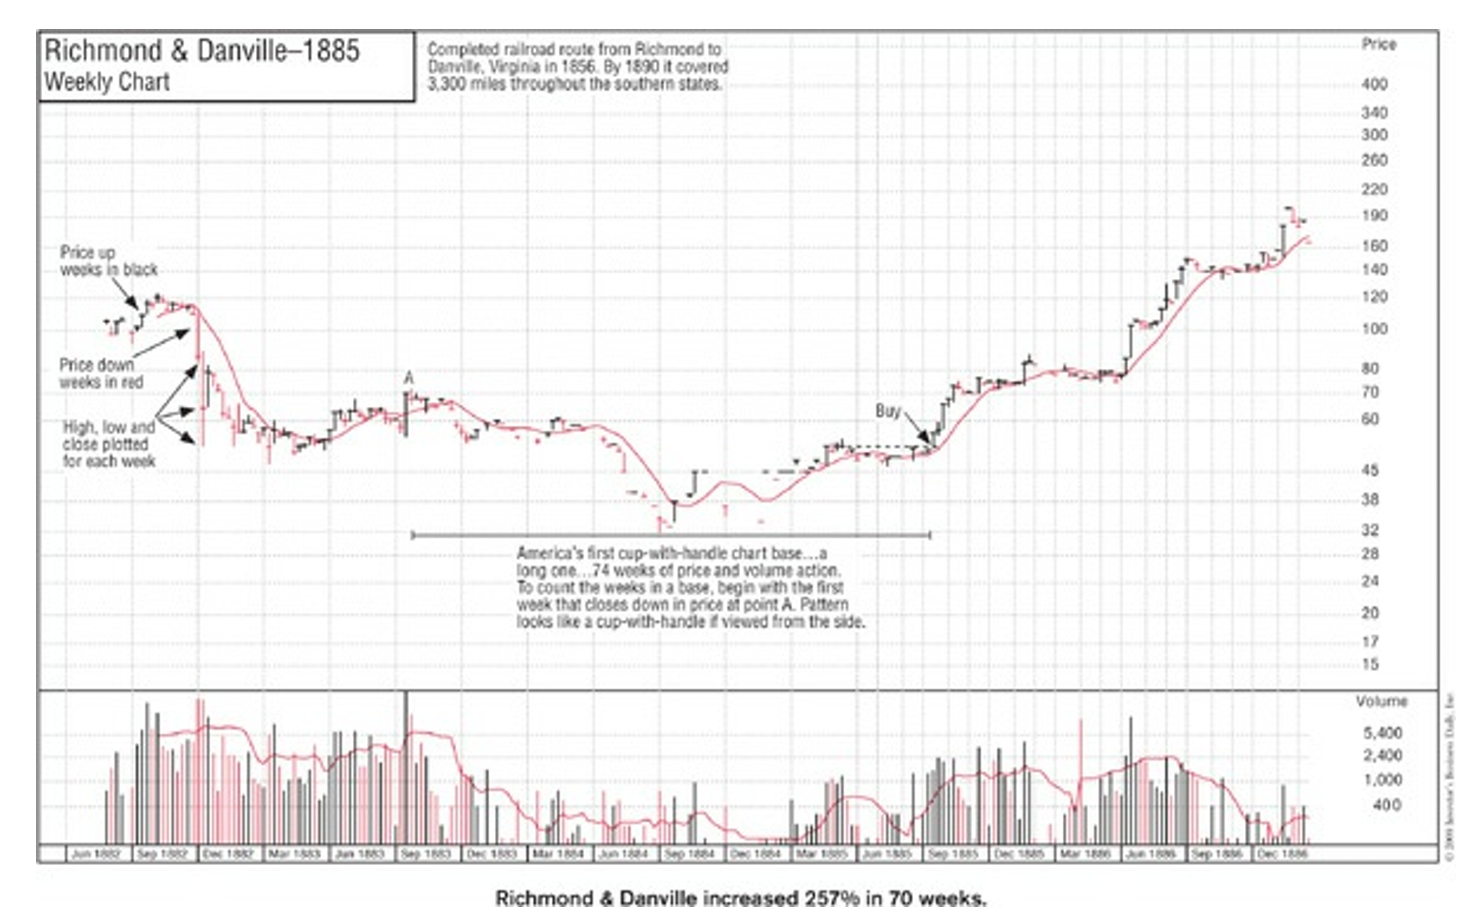 Richmond & Danville–1885
Weekly Chart
Completed railroad route from Richmond to
Danville, Virginia in 1856. By 1890 it covered
3,300 miles throughout the southern states.
Price
400
340
300
260
220
190
160
140
120
100
80
70
60
45
38
32
28
24
20
17
15
Price up
weeks in black
Price down
weeks in red
High, low and
close plotted
for each week
A
Buy
America's first cup-with-handle chart base...a
long one...74 weeks of price and volume action.
To count the weeks in a base, begin with the first
week that closes down in price at point A. Pattern
looks like a cup-with-handle if viewed from the side.
Volume
5,400
2,400
1,000
400
Jun 1882 Sep 1882 Dec 1882 Mar 1883 Jun 1883 Sep 1883 Dec 1883 Mar 1884 Jun 1884 Sep 1884 Dec 1884 Mar 1885 Jun 1885 Sep 1885 Dec 1885 Mar 1886 Jun 1886 Sep 1886 Dec 1886
Investor's Business Daily, Inc.
Richmond & Danville increased 257% in 70 weeks.